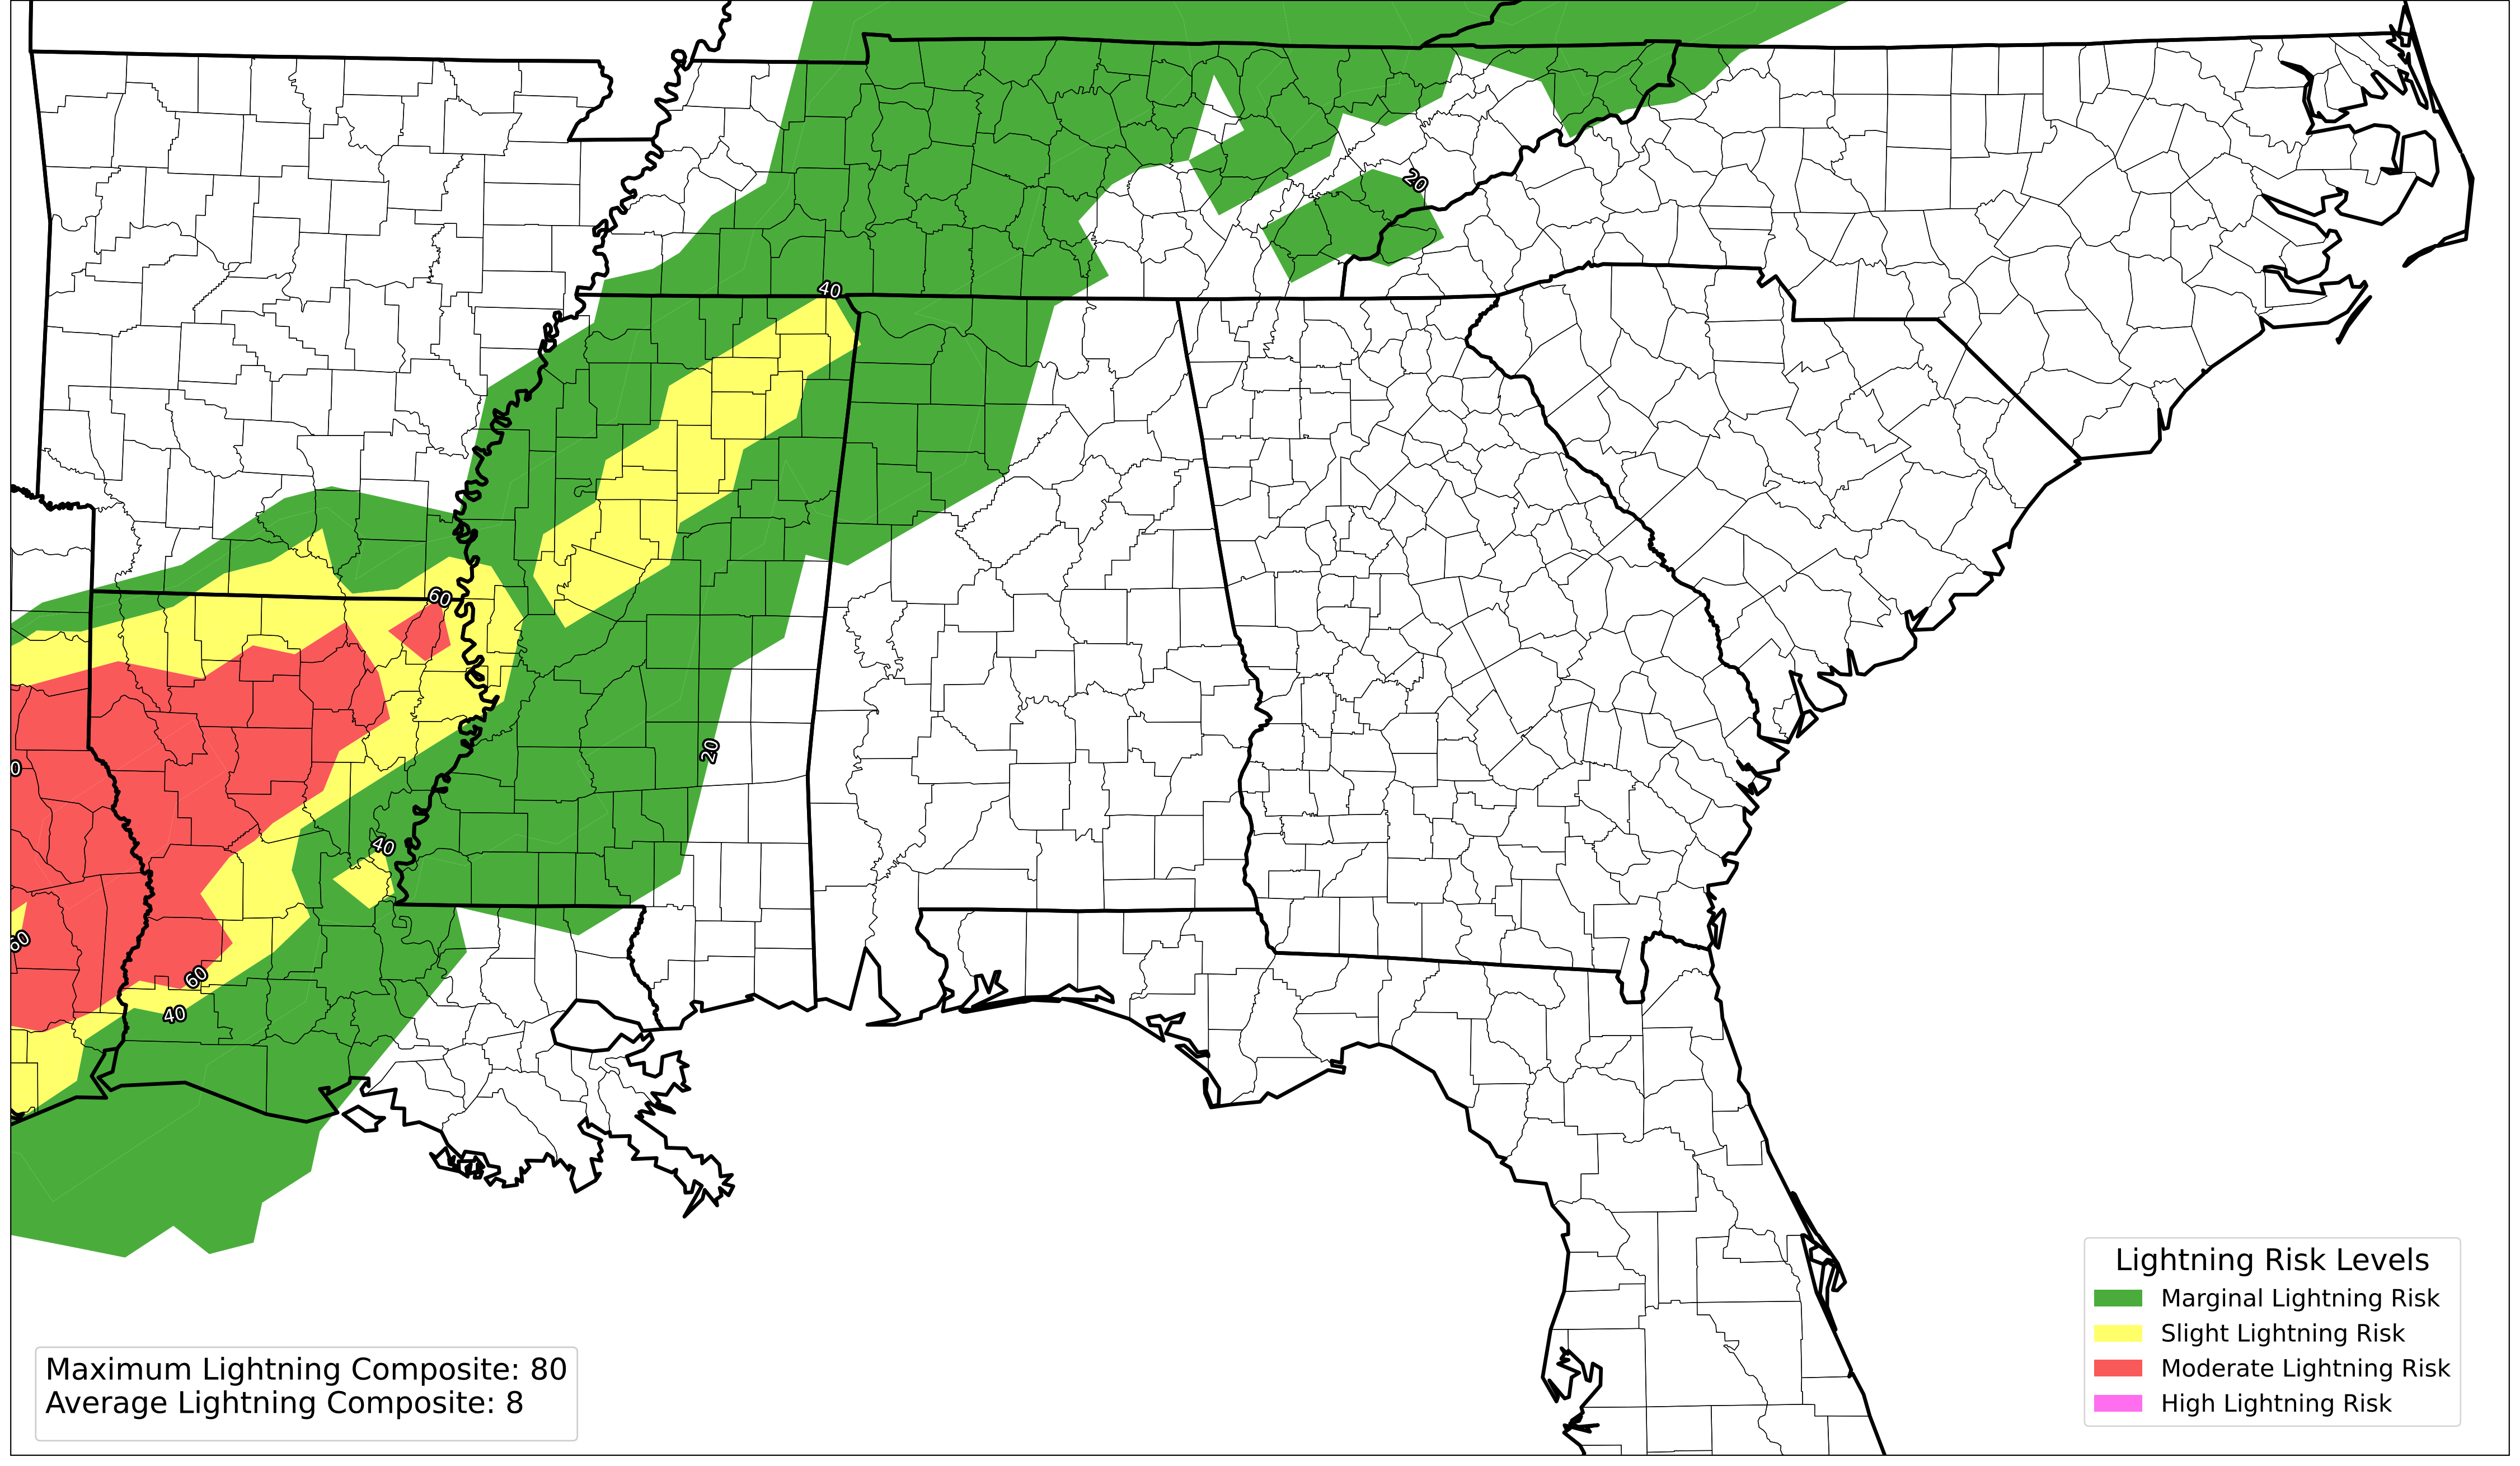 20
40
60
20
0
40
60
60
40
Lightning Risk Levels
Marginal Lightning Risk
Slight Lightning Risk
Moderate Lightning Risk
High Lightning Risk
Maximum Lightning Composite: 80
Average Lightning Composite: 8